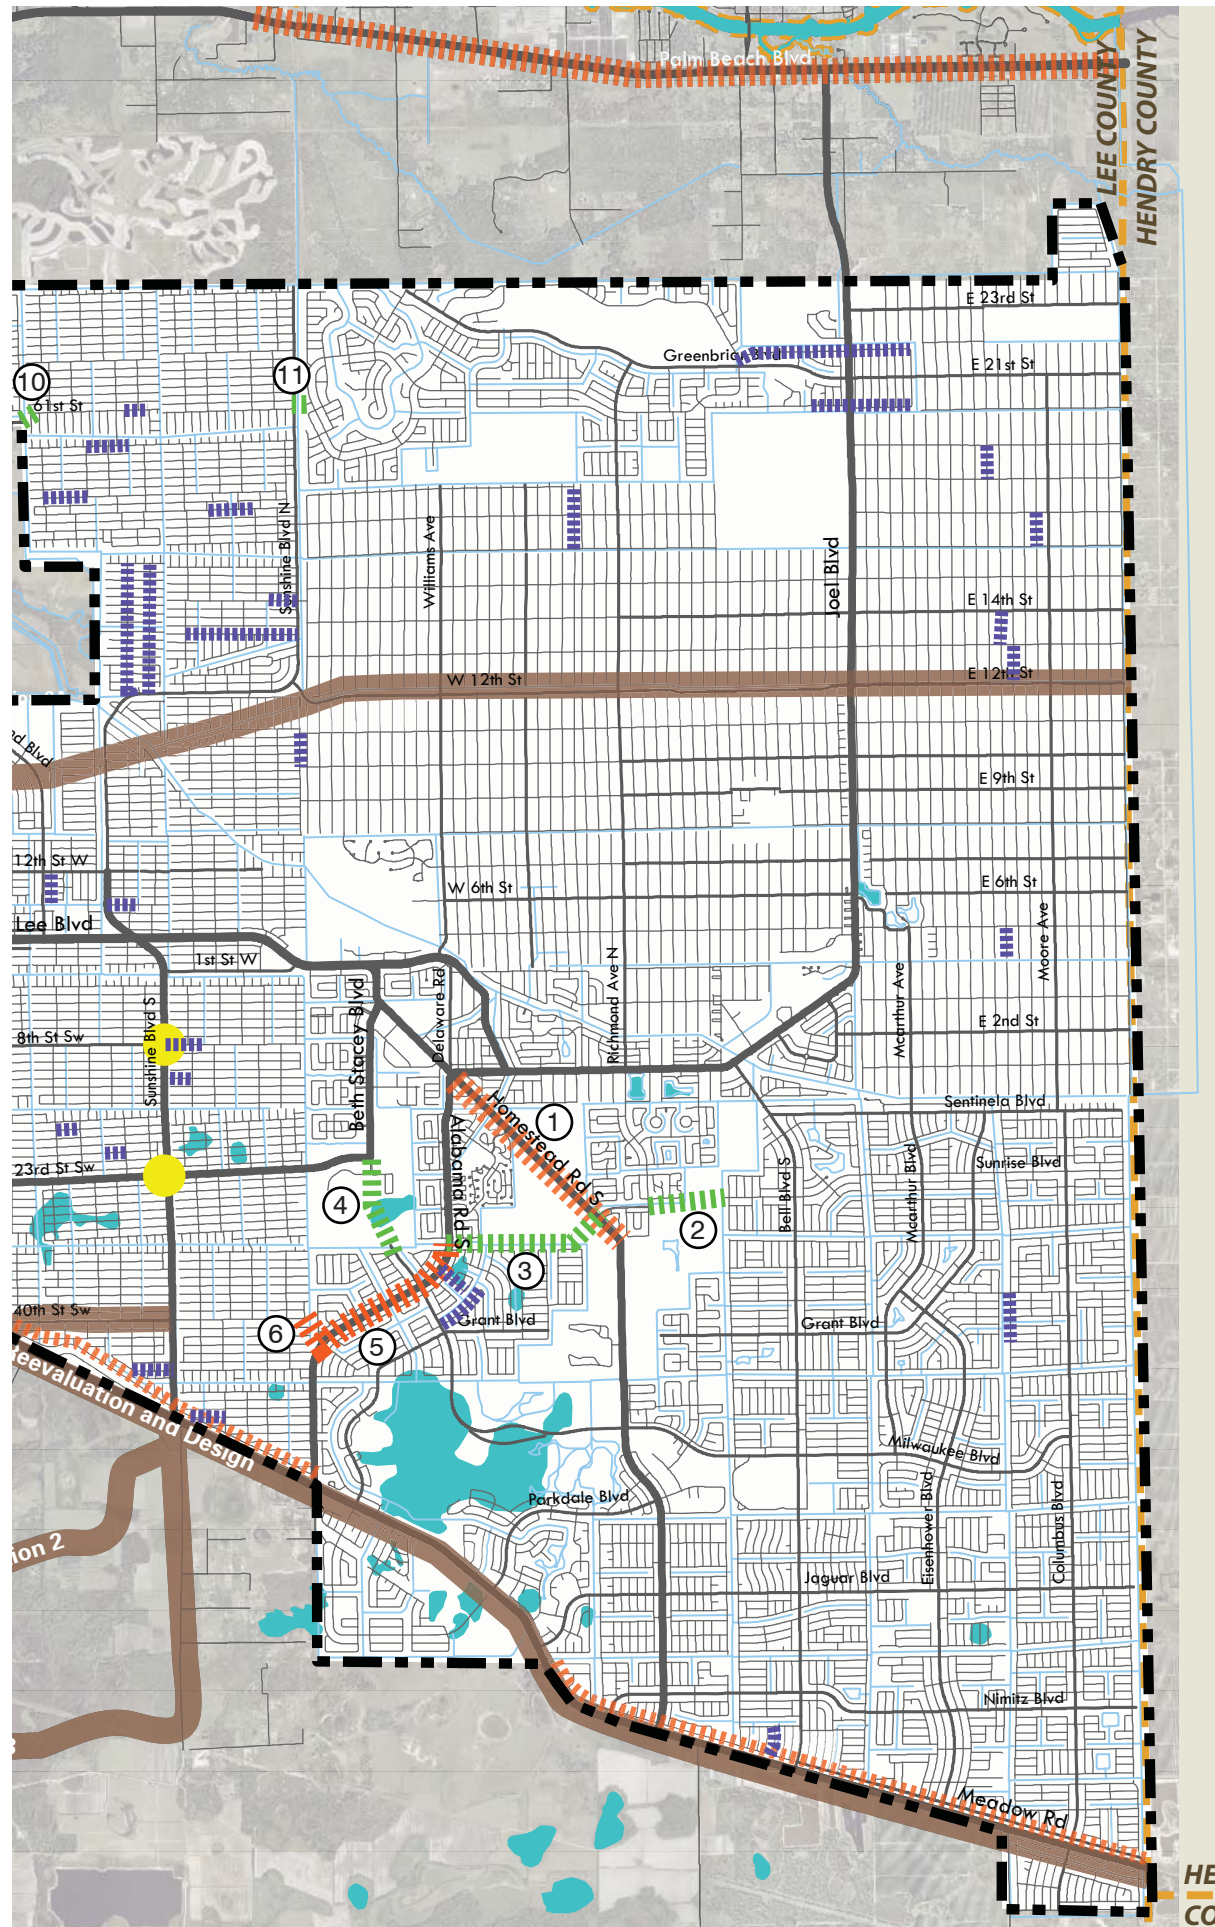 Palm Beach Blvd
LEE COUNTY
HENDRY COUNTY
E 23rd St
Greenbriar Blvd
E 21st St
10
61st St
11
Sunshine Blvd N
Williams Ave
Joel Blvd
E 14th St
W 12th St
E 12th St
d Blvd
E 9th St
12th St W
W 6th St
E 6th St
Lee Blvd
1st St W
Moore Ave
Richmond Ave N
Mcarthur Ave
Delaware Rd
Beth Stacey Blvd
Sunshine Blvd S
8th St Sw
E 2nd St
Homestead Rd S
1
Sentinela Blvd
Alabama Rd S
23rd St Sw
Sunrise Blvd
Mcarthur Blvd
Bell Blvd S
4
2
3
40th St Sw
6
5
Grant Blvd
Grant Blvd
Reevaluation and Design
Milwaukee Blvd
Parkdale Blvd
Eisenhower Blvd
Columbus Blvd
ion 2
Jaguar Blvd
Nimitz Blvd
Meadow Rd
HE
CO